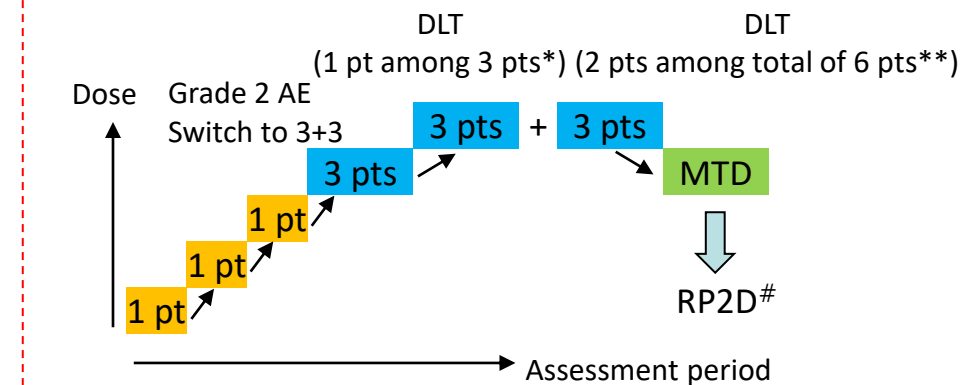 DLT
(1 pt among 3 pts*)
DLT
(2 pts among total of 6 pts**)
Dose
Grade 2 AE
Switch to 3+3
3 pts + 3 pts
3 pts
MTD
1 pt
1 pt
1 pt
RP2D#
Assessment period